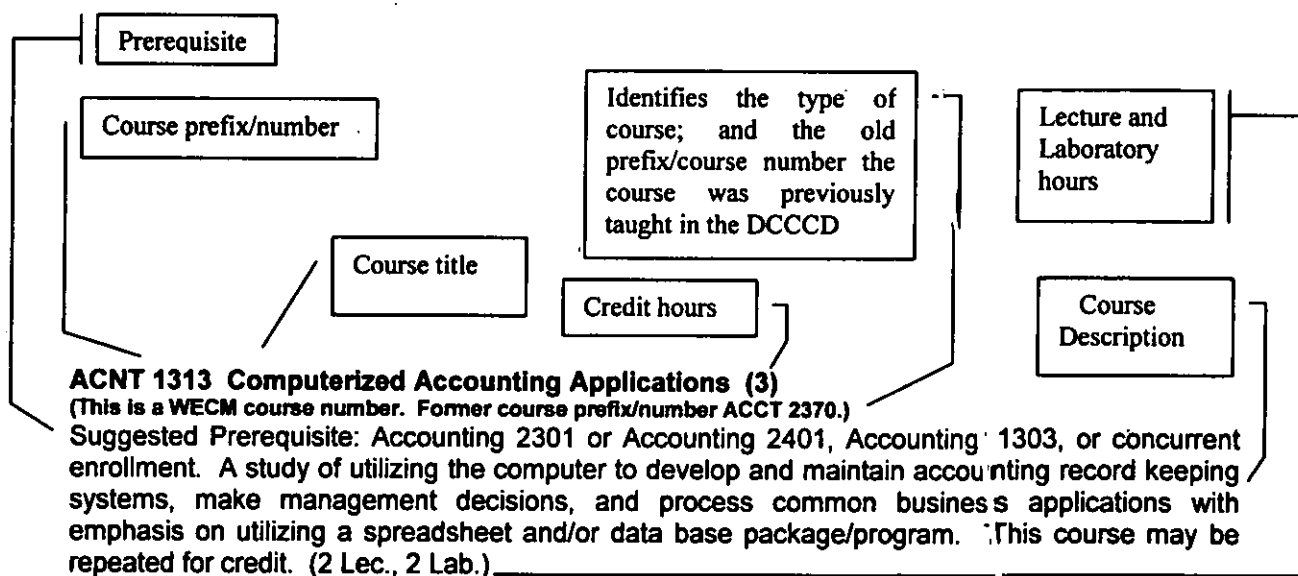 Prerequisite
Course prefix/number
Identifies the type of
course; and the old
prefix/course number the
course was previously
taught in the DCCCD
Lecture and
Laboratory
hours
Course title
Credit hours
Course
Description
ACNT 1313 Computerized Accounting Applications (3)
(This is a WECM course number. Former course prefix/number ACCT 2370.)
Suggested Prerequisite: Accounting 2301 or Accounting 2401, Accounting 1303, or concurrent
enrollment. A study of utilizing the computer to develop and maintain accounting record keeping
systems, make management decisions, and process common business applications with
emphasis on utilizing a spreadsheet and/or data base package/program. This course may be
repeated for credit. (2 Lec., 2 Lab.)